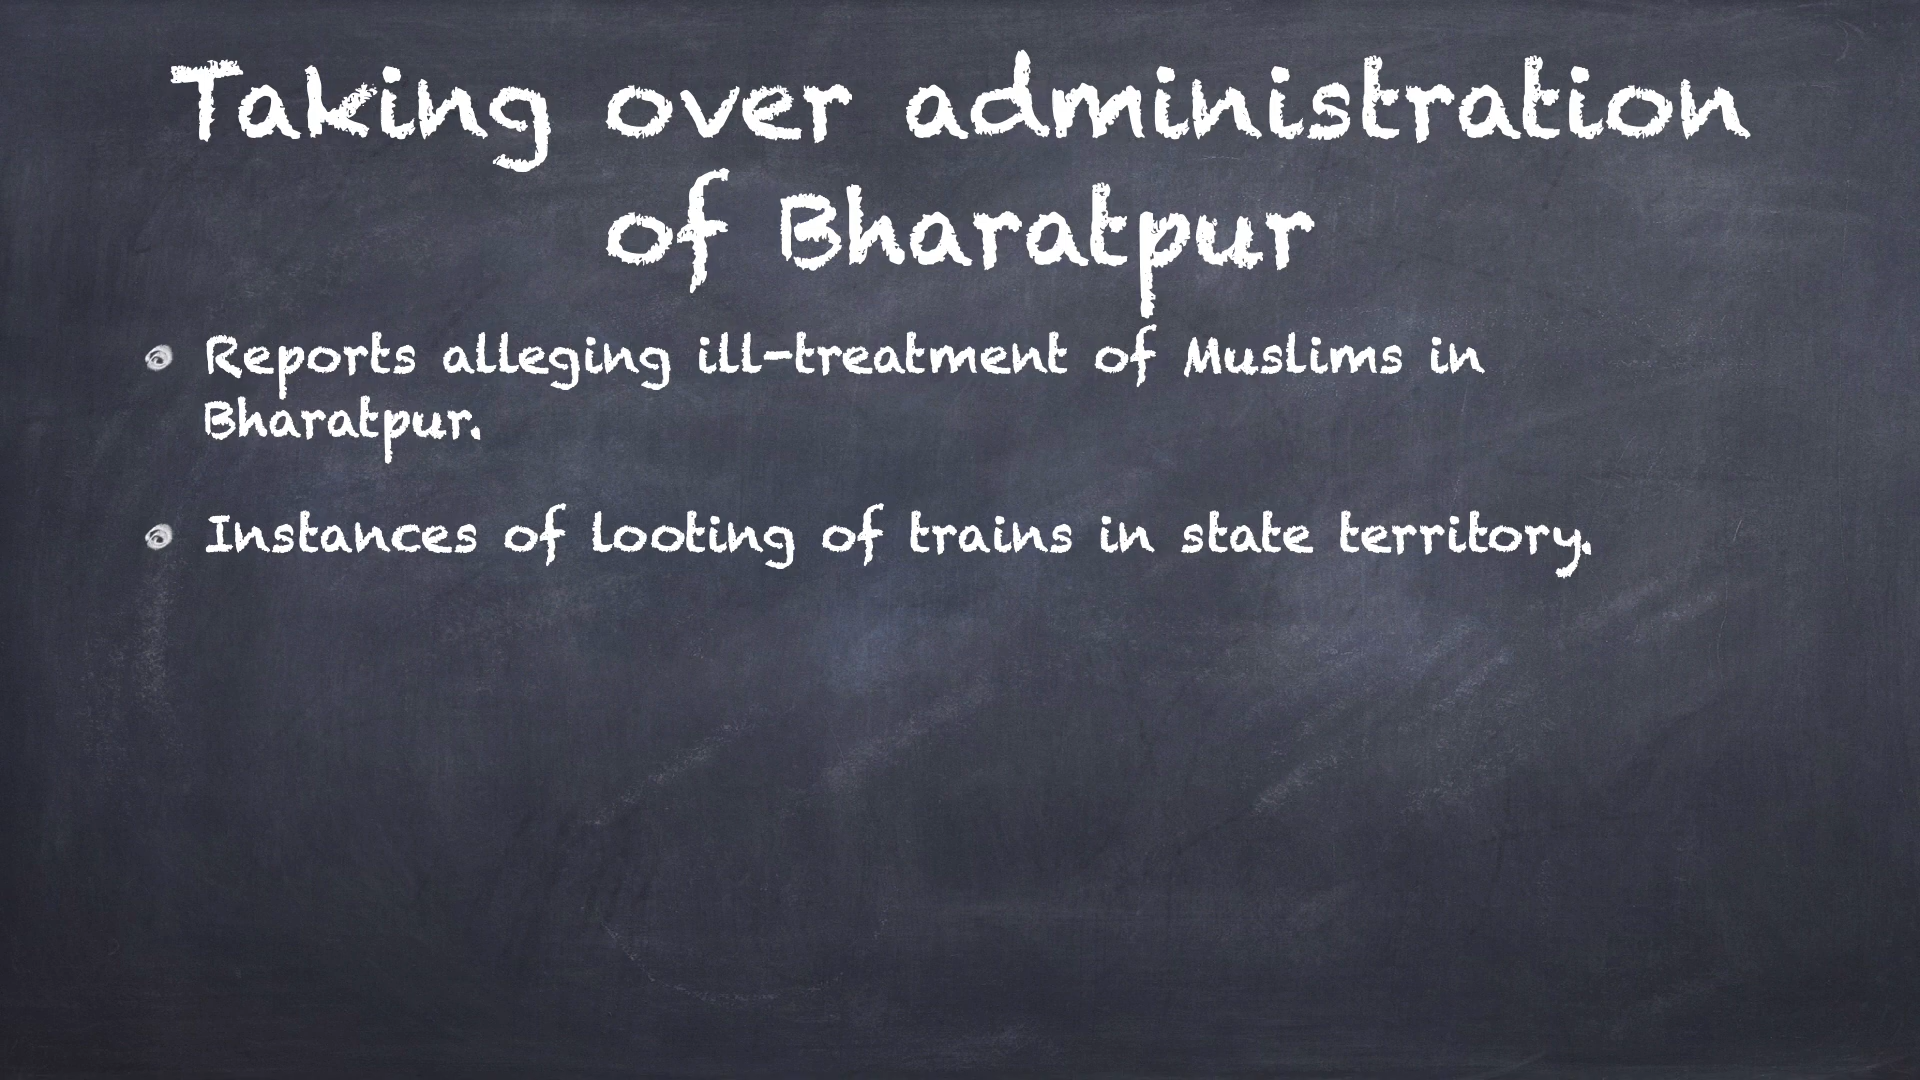 Taking over administration
of Bharatpur
Reports alleging ill-treatment of Muslims in
Bharatpur.
Instances of looting of trains in state territory.